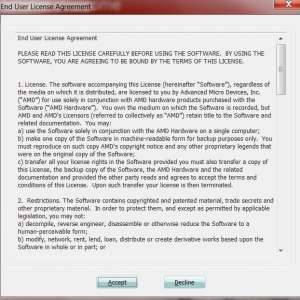 End User License Agreement
End User License Agreement
PLEASE READ THIS LICENSE CAREFULLY BEFORE USING THE SOFTWARE. BY USING
THE SOFTWARE, YOU ARE AGREEING TO BE BOUND BY THE TERMS OF THIS LICENSE.
1. License. The software accompanying this License (hereinafter "Software"), regardless of
the media on which it is distributed, are licensed to you by Advanced Micro Devices, Inc.
("AMD") for use solely in conjunction with AMD hardware products purchased with the
Software ("AMD Hardware"). You own the medium on which the Software is recorded, but
AMD and AMD's Licensors (referred to collectively as "AMD") retain title to the Software and
related documentation. You may:
a) use the Software solely in conjunction with the AMD Hardware on a single computer;
b) make one copy of the Software in machine-readable form for backup purposes only. You
must reproduce on such copy AMD's copyright notice and any other proprietary legends that
were on the original copy of the Software;
c) transfer all your license rights in the Software provided you must also transfer a copy of
this License, the backup copy of the Software, the AMD Hardware and the related
documentation and provided the other party reads and agrees to accept the terms and
conditions of this License. Upon such transfer your license is then terminated.
2. Restrictions. The Software contains copyrighted and patented material, trade secrets and
other proprietary material. In order to protect them, and except as permitted by applicable
legislation, you may not:
a) decompile, reverse engineer, disassemble or otherwise reduce the Software to a
human-perceivable form;
b) modify, network, rent, lend, loan, distribute or create derivative works based upon the
Software in whole or in part; or
Accept Decline